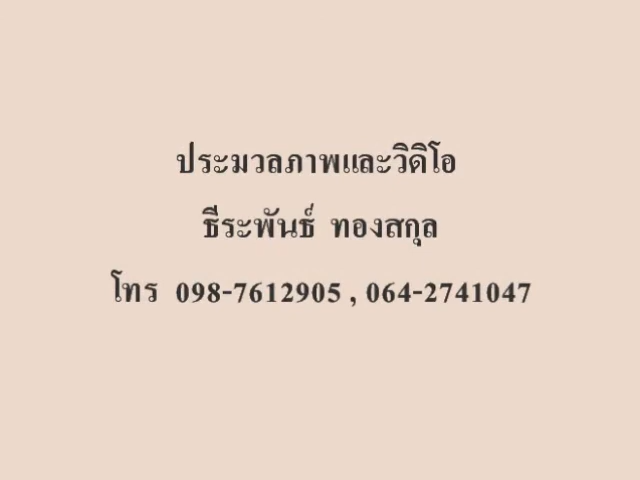 ประมวลภาพและวิดิโอ
ธีระพันธ์ ทองสกุล
โทร 098-7612905 , 064-2741047